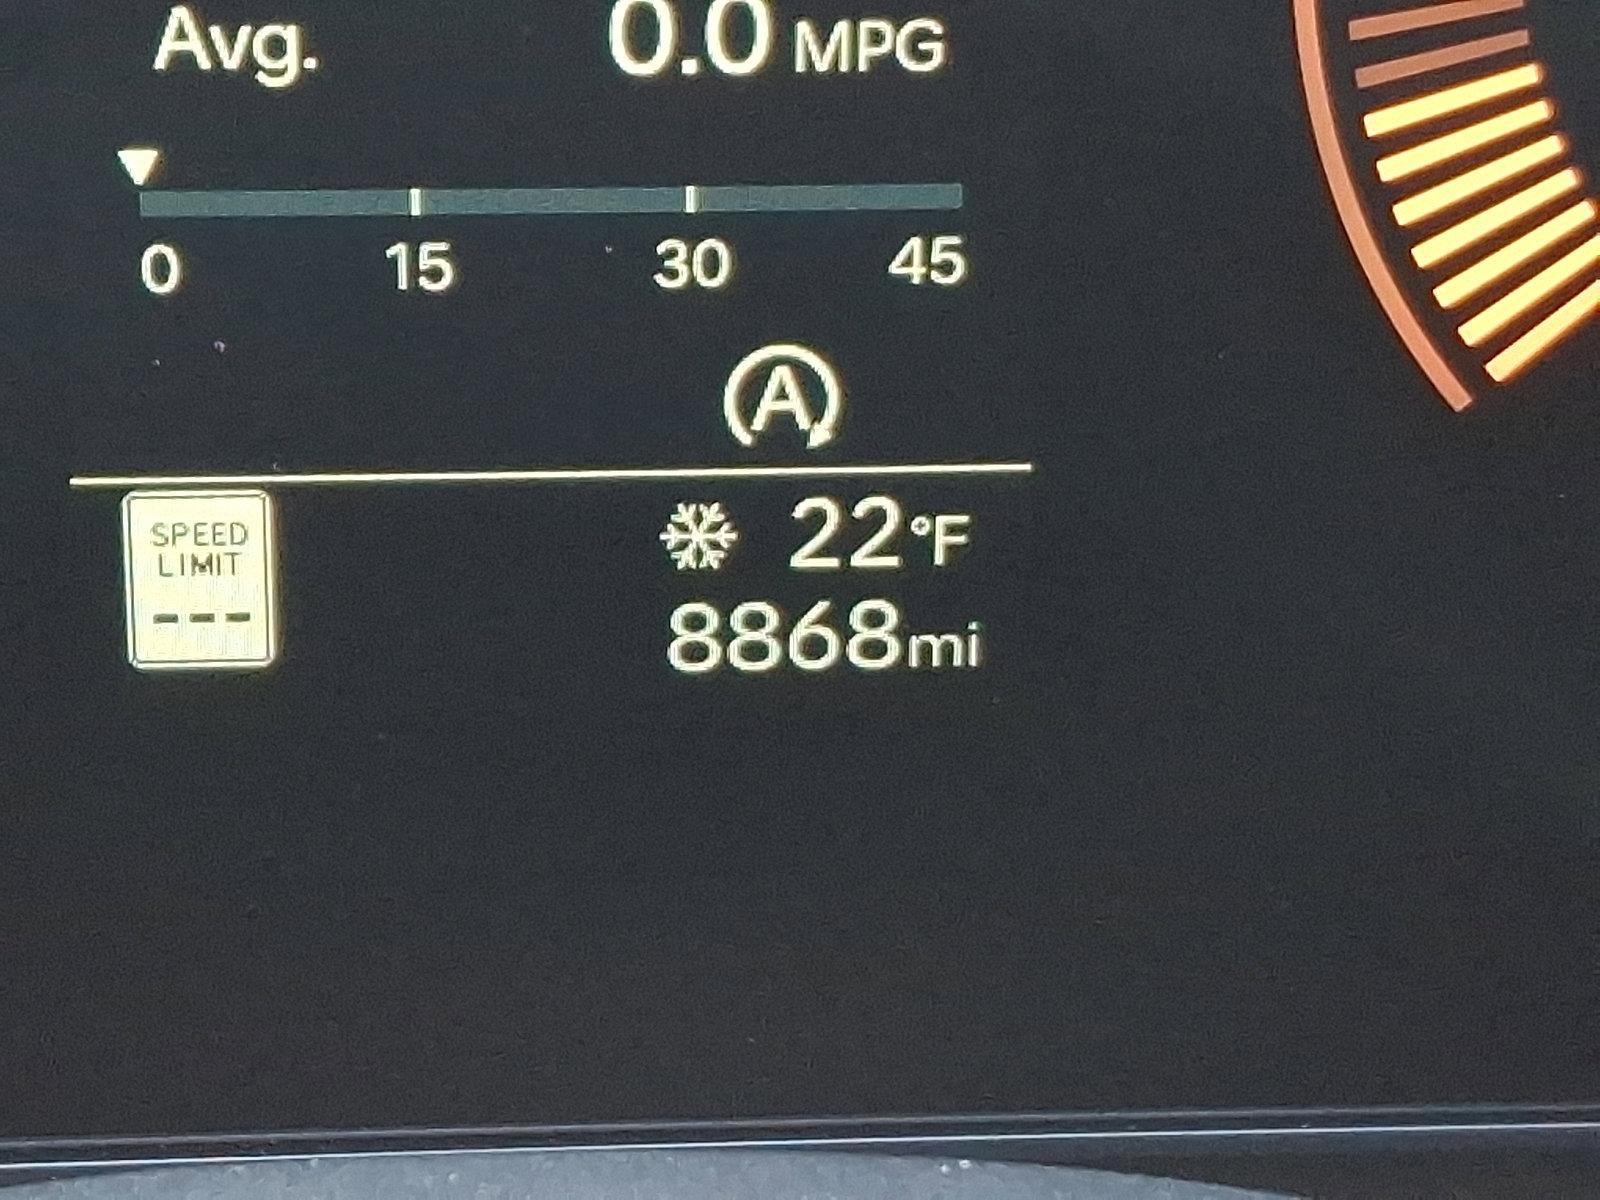 Avg. 0.0 MPG
0 15 30 45
A
SPEED
LIMIT
---
22°F
8868mi